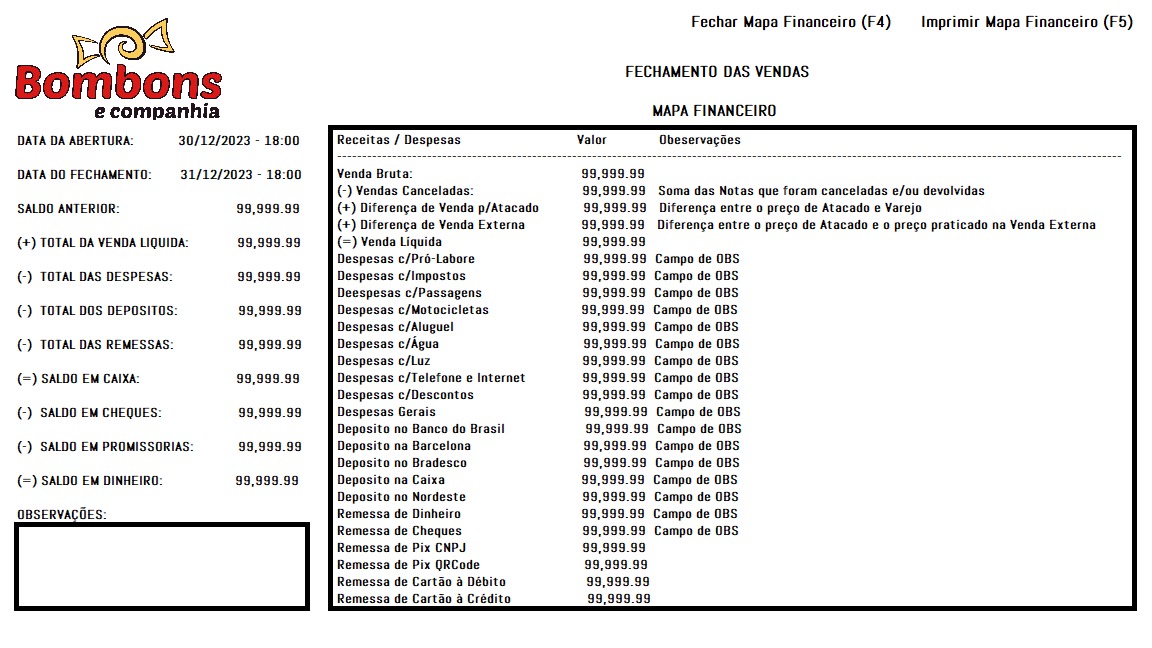 Fechar Mapa Financeiro (F4) Imprimir Mapa Financeiro (F5)
Bombons
e companhia
FECHAMENTO DAS VENDAS
MAPA FINANCEIRO
DATA DA ABERTURA: 30/12/2023 - 18:00
DATA DO FECHAMENTO: 31/12/2023 - 18:00
SALDO ANTERIOR: 99,999.99
(+) TOTAL DA VENDA LIQUIDA: 99,999.99
(-) TOTAL DAS DESPESAS: 99,999.99
(-) TOTAL DOS DEPOSITOS: 99,999.99
(-) TOTAL DAS REMESSAS: 99,999.99
(=) SALDO EM CAIXA: 99,999.99
(-) SALDO EM CHEQUES: 99,999.99
(-) SALDO EM PROMISSORIAS: 99,999.99
(=) SALDO EM DINHEIRO: 99,999.99
OBSERVAÇÕES:
Receitas / Despesas Valor Obeservações
Venda Bruta: 99,999.99
(-) Vendas Canceladas: 99,999.99 Soma das Notas que foram canceladas e/ou devolvidas
(+) Diferença de Venda p/Atacado 99,999.99 Diferença entre o preço de Atacado e Varejo
(+) Diferença de Venda Externa 99,999.99 Diferença entre o preço de Atacado e o preço praticado na Venda Externa
(=) Venda Líquida 99,999.99
Despesas c/Pró-Labore 99,999.99 Campo de OBS
Despesas c/Impostos 99,999.99 Campo de OBS
Deespesas c/Passagens 99,999.99 Campo de OBS
Despesas c/Motocicletas 99,999.99 Campo de OBS
Despesas c/Aluguel 99,999.99 Campo de OBS
Despesas c/Água 99,999.99 Campo de OBS
Despesas c/Luz 99,999.99 Campo de OBS
Despesas c/Telefone e Internet 99,999.99 Campo de OBS
Despesas c/Descontos 99,999.99 Campo de OBS
Despesas Gerais 99,999.99 Campo de OBS
Deposito no Banco do Brasil 99,999.99 Campo de OBS
Deposito na Barcelona 99,999.99 Campo de OBS
Deposito no Bradesco 99,999.99 Campo de OBS
Deposito na Caixa 99,999.99 Campo de OBS
Deposito no Nordeste 99,999.99 Campo de OBS
Remessa de Dinheiro 99,999.99 Campo de OBS
Remessa de Cheques 99,999.99 Campo de OBS
Remessa de Pix CNPJ 99,999.99
Remessa de Pix QRCode 99,999.99
Remessa de Cartão à Débito 99,999.99
Remessa de Cartão à Crédito 99,999.99